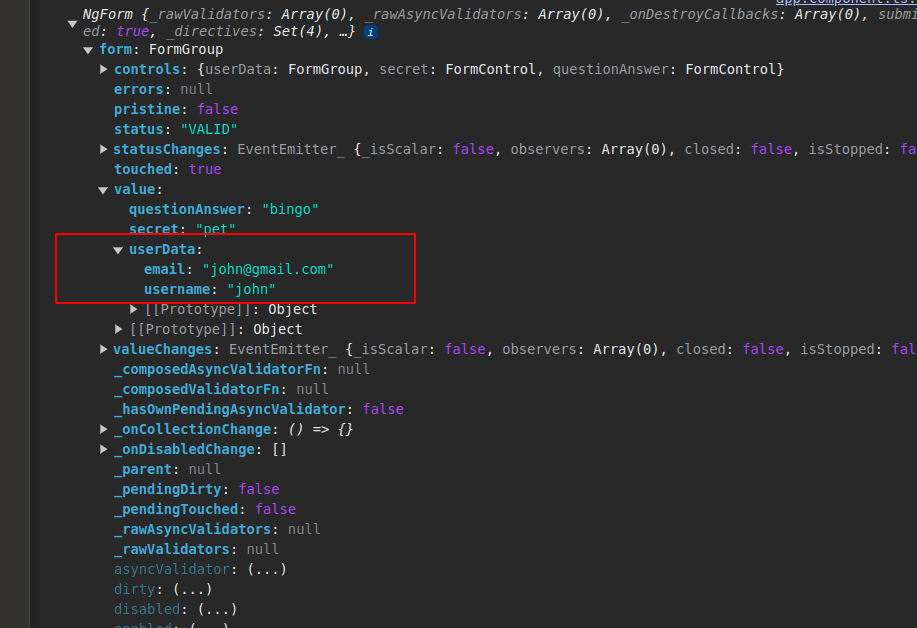 app.component.ts:
NgForm {_rawValidators: Array(0), _rawAsyncValidators: Array(0), _onDestroyCallbacks: Array(0), submi
ed: true, _directives: Set(4), …} i
form: FormGroup
controls: {userData: FormGroup, secret: FormControl, questionAnswer: FormControl}
errors: null
pristine: false
status: "VALID"
statusChanges: EventEmitter_ {_isScalar: false, observers: Array(0), closed: false, isStopped: fa
touched: true
value:
questionAnswer: "bingo"
secret: "pet"
userData:
email: "john@gmail.com"
username: "john"
[[Prototype]]: Object
[[Prototype]]: Object
valueChanges: EventEmitter_ {_isScalar: false, observers: Array(0), closed: false, isStopped: fal
_composedAsyncValidatorFn: null
_composedValidatorFn: null
_hasOwnPendingAsyncValidator: false
_onCollectionChange: () => {}
_onDisabledChange: []
_parent: null
_pendingDirty: false
_pendingTouched: false
_rawAsyncValidators: null
_rawValidators: null
asyncValidator: (...)
dirty: (...)
disabled: (...)
enabled: (...)